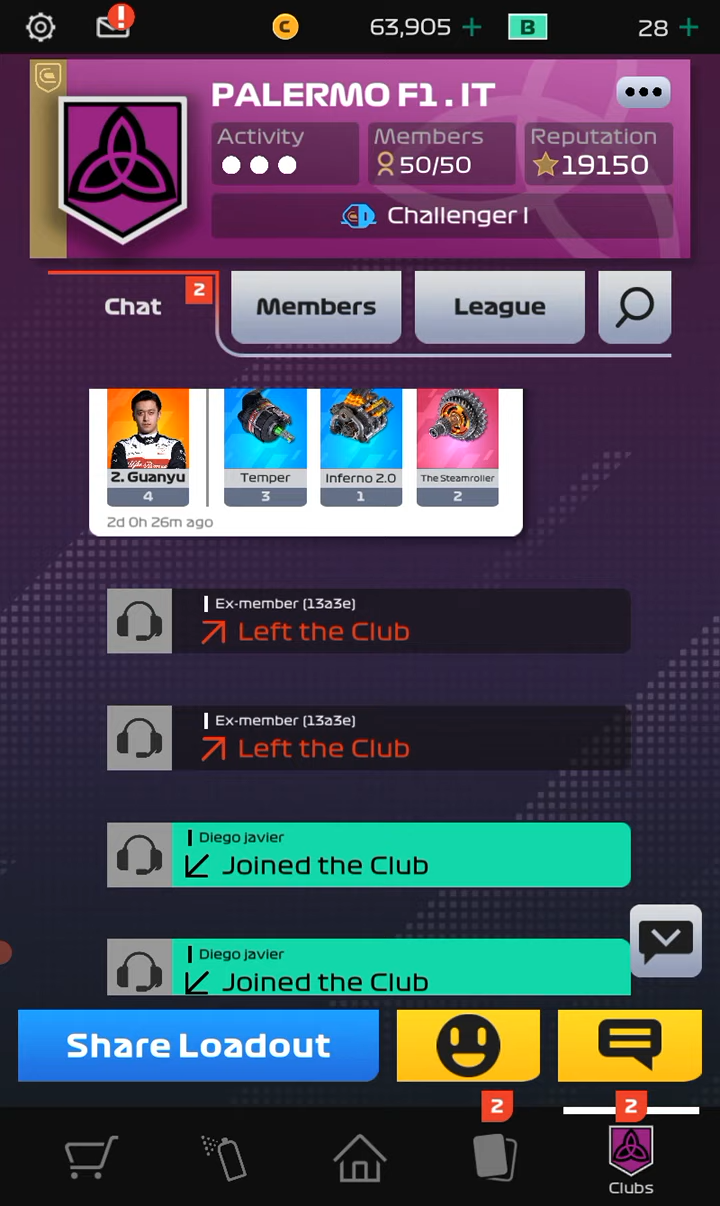 63,905
B
28
PALERMO F1.IT
Activity
Members
50/50
Reputation
19150
Challenger I
Chat
2
Members
League
2. Guanyu
4
Temper
3
Inferno 2.0
1
The Steamroller
2
2d 0h 26m ago
Ex-member (13a3e)
Left the Club
Ex-member (13a3e)
Left the Club
Diego javier
Joined the Club
Diego javier
Joined the Club
Share Loadout
2
2
Clubs